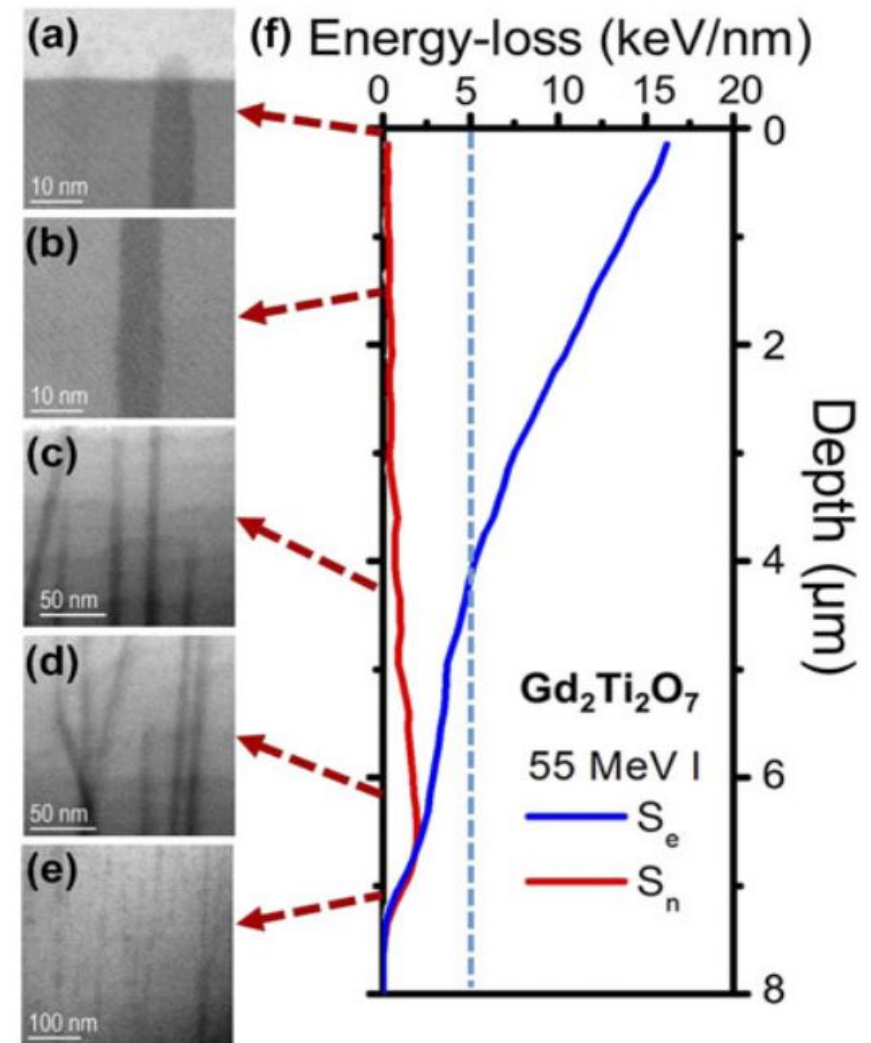 (a)
10 nm
(b)
10 nm
(c)
50 nm
(d)
50 nm
(e)
100 nm
(f) Energy-loss (keV/nm)
0 5 10 15 20
0
2
4
6
8
Depth (μm)
Gd₂Ti₂O₇
55 MeV I
Sₑ
Sₙ